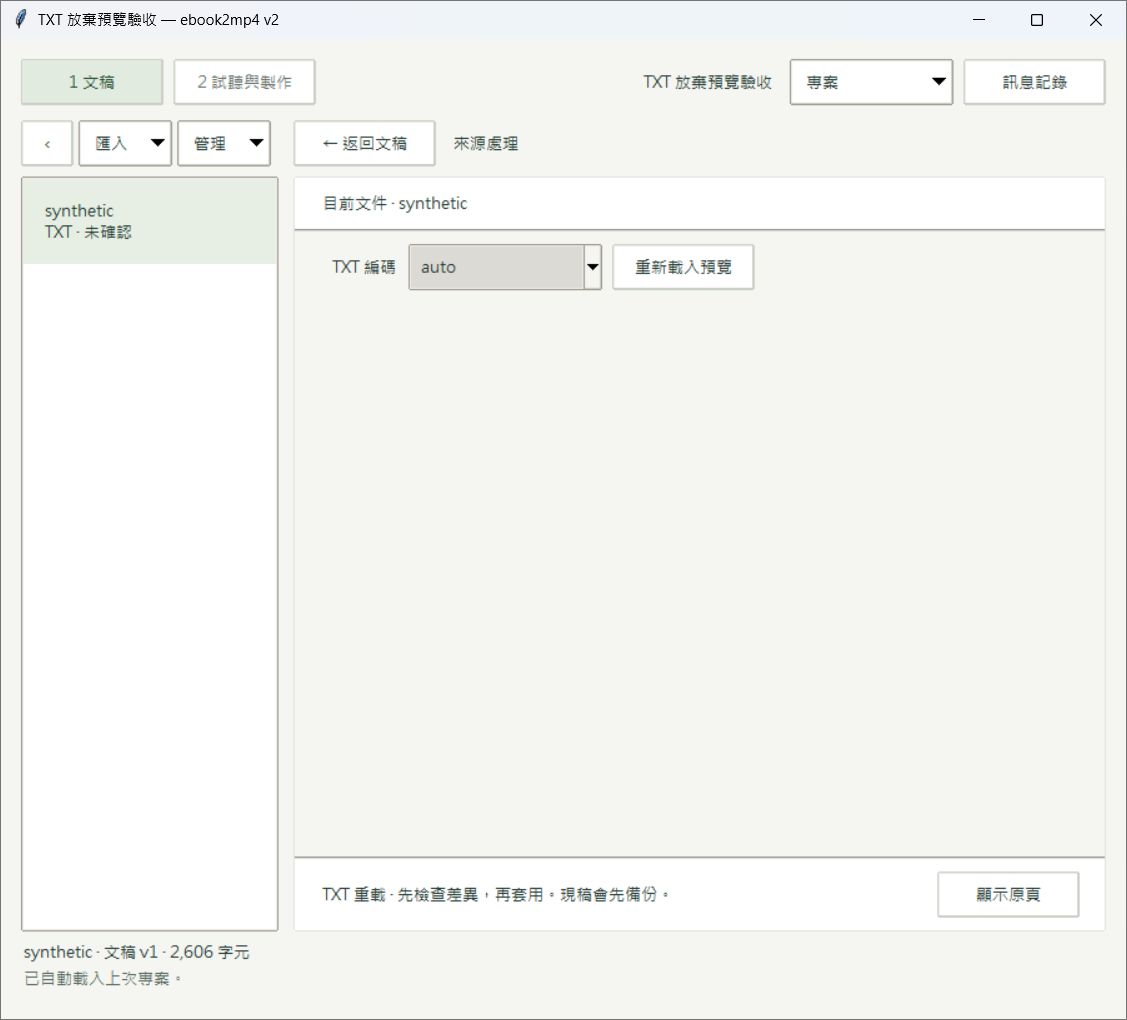 TXT 放棄預覽驗收 — ebook2mp4 v2
1 文稿
2 試聽與製作
TXT 放棄預覽驗收
專案
訊息記錄
‹
匯入
管理
← 返回文稿
來源處理
synthetic
TXT · 未確認
目前文件 · synthetic
TXT 編碼
auto
重新載入預覽
TXT 重載 · 先檢查差異，再套用。現稿會先備份。
顯示原頁
synthetic · 文稿 v1 · 2,606 字元
已自動載入上次專案。